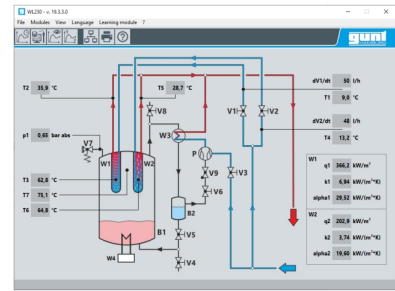 WL230 - v. 10.3.3.0
File Modules View Language Learning module ?
gunt
T2 35,9 °C
T5 28,7 °C
dV1/dt 50 l/h
T1 9,0 °C
V8
V1
V2
dV2/dt 48 l/h
T4 13,2 °C
p1 0,65 bar abs
V7
W3
P
W1
W2
V9
V3
V6
T3 62,8 °C
T7 75,1 °C
T6 64,8 °C
B2
B1
V5
V4
W4
W1
q1 366,2 kW/m²
k1 6,94 kW/(m²*K)
alpha1 29,52 kW/(m²*K)
W2
q2 202,9 kW/m²
k2 3,74 kW/(m²*K)
alpha2 19,60 kW/(m²*K)